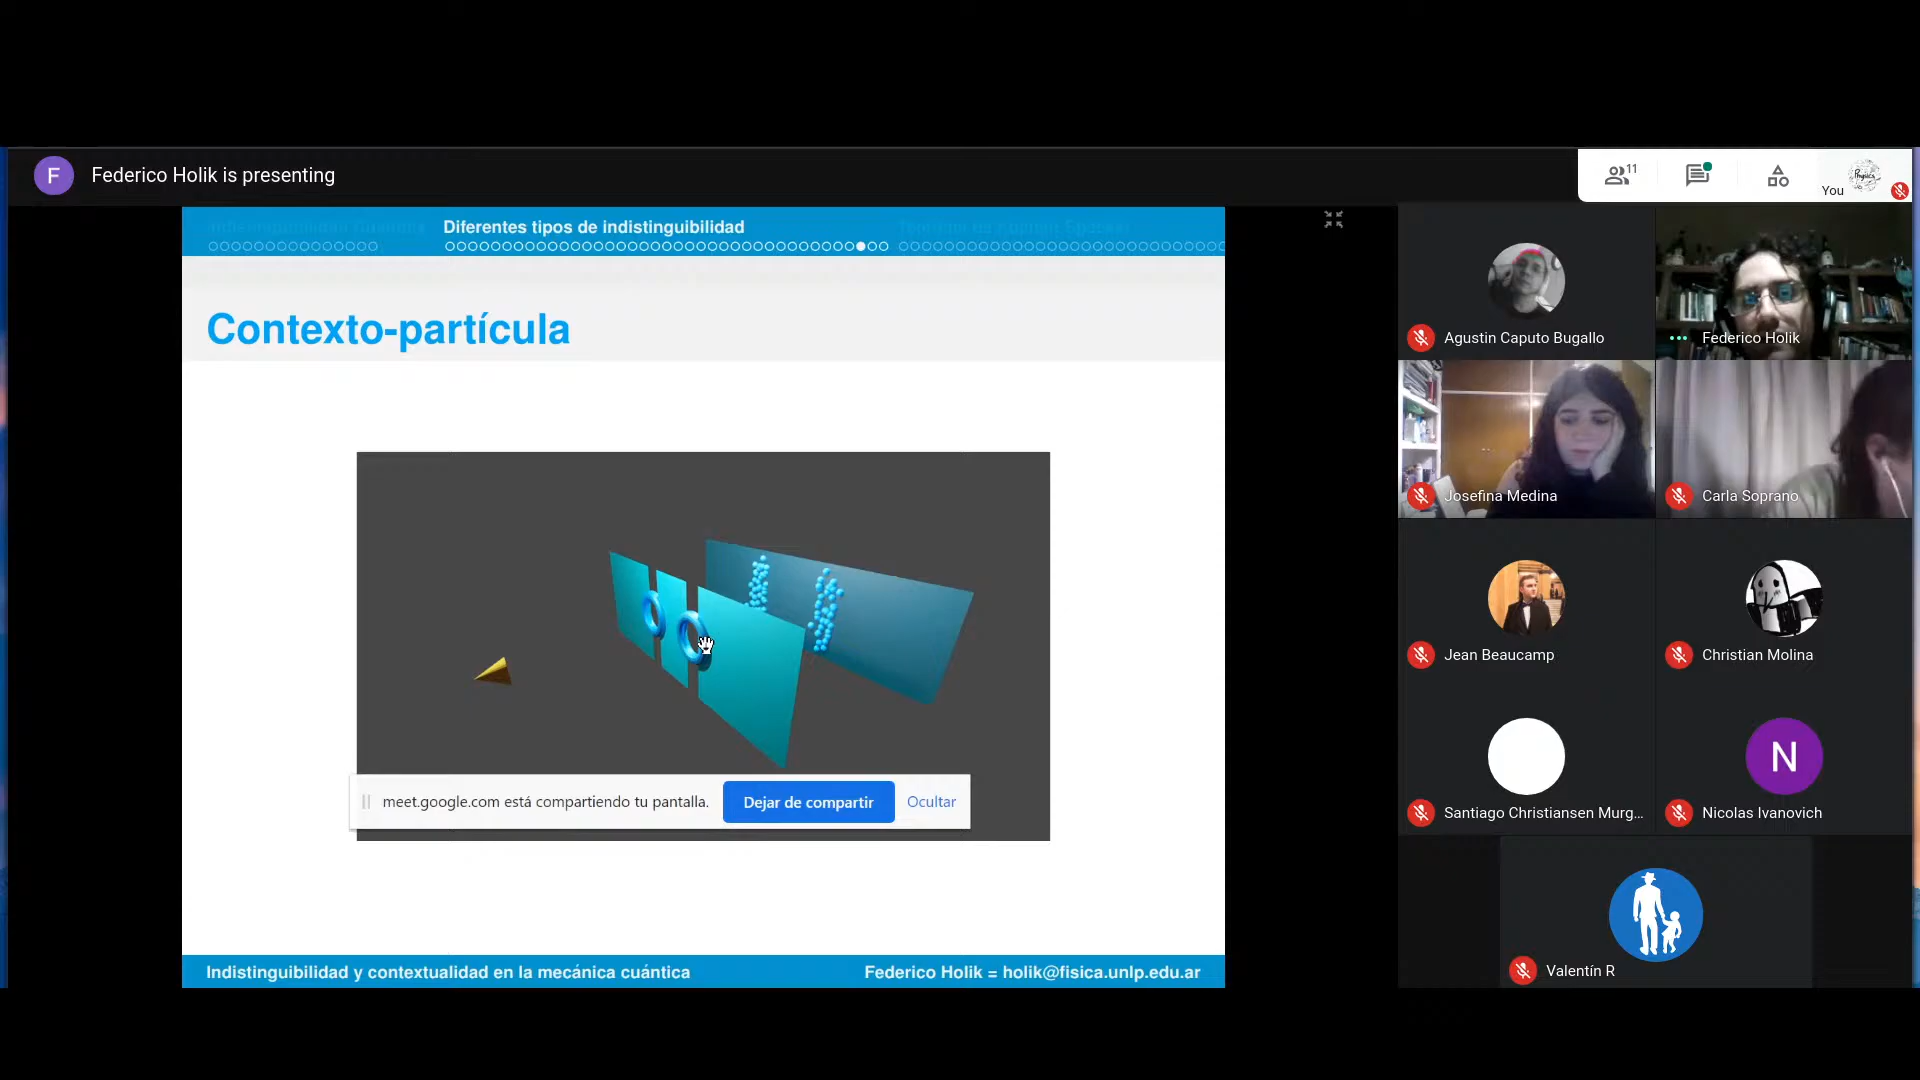 F
Federico Holik is presenting
11
You
Physics
Diferentes tipos de indistinguibilidad
Contexto-partícula
meet.google.com está compartiendo tu pantalla.
Dejar de compartir
Ocultar
Indistinguibilidad y contextualidad en la mecánica cuántica
Federico Holik = holik@fisica.unlp.edu.ar
Agustin Caputo Bugallo
Federico Holik
Josefina Medina
Carla Soprano
Jean Beaucamp
Christian Molina
Santiago Christiansen Murg...
N
Nicolas Ivanovich
Valentín R